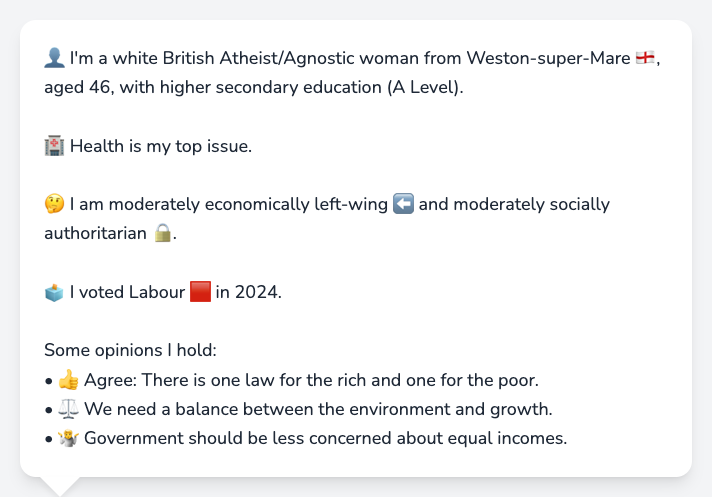 👤 I'm a white British Atheist/Agnostic woman from Weston-super-Mare 🏴󠁧󠁢󠁥󠁮󠁧󠁿,
aged 46, with higher secondary education (A Level).
🏥 Health is my top issue.
🤔 I am moderately economically left-wing ⬅️ and moderately socially
authoritarian 🔒.
🗳️ I voted Labour 🟥 in 2024.
Some opinions I hold:
• 👍 Agree: There is one law for the rich and one for the poor.
• ⚖️ We need a balance between the environment and growth.
• 🤷 Government should be less concerned about equal incomes.